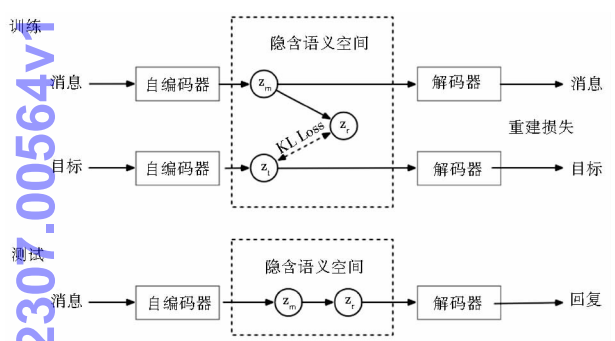 训练
隐含语义空间
消息 自编码器 z_m 解码器 消息
z_r
KL Loss
重建损失
目标 自编码器 z_t 解码器 目标
测试
隐含语义空间
消息 自编码器 z_m z_r 解码器 回复
2307.00564v1